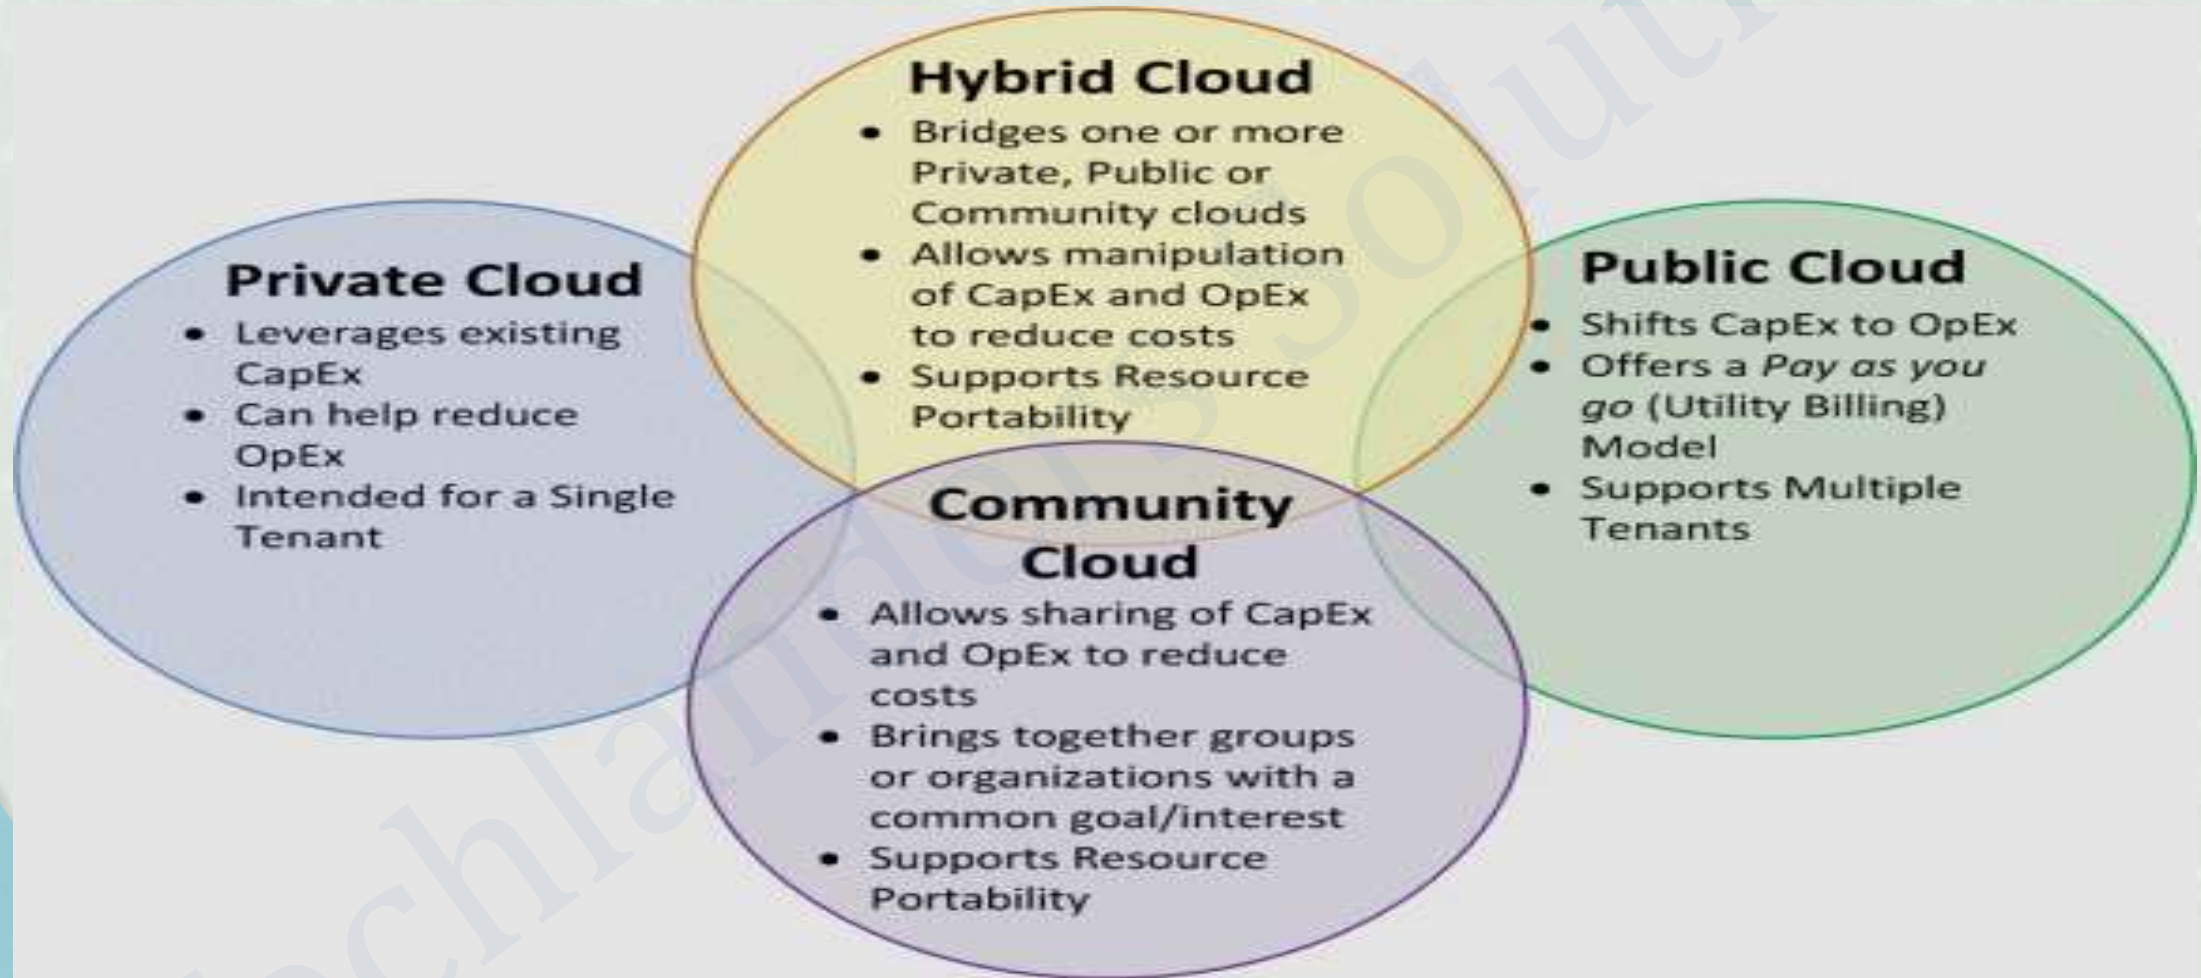 Hybrid Cloud
• Bridges one or more
Private, Public or
Community clouds
• Allows manipulation
of CapEx and OpEx
to reduce costs
• Supports Resource
Portability
Private Cloud
• Leverages existing
CapEx
• Can help reduce
OpEx
• Intended for a Single
Tenant
Public Cloud
• Shifts CapEx to OpEx
• Offers a Pay as you
go (Utility Billing)
Model
• Supports Multiple
Tenants
Community
Cloud
• Allows sharing of CapEx
and OpEx to reduce
costs
• Brings together groups
or organizations with a
common goal/interest
• Supports Resource
Portability